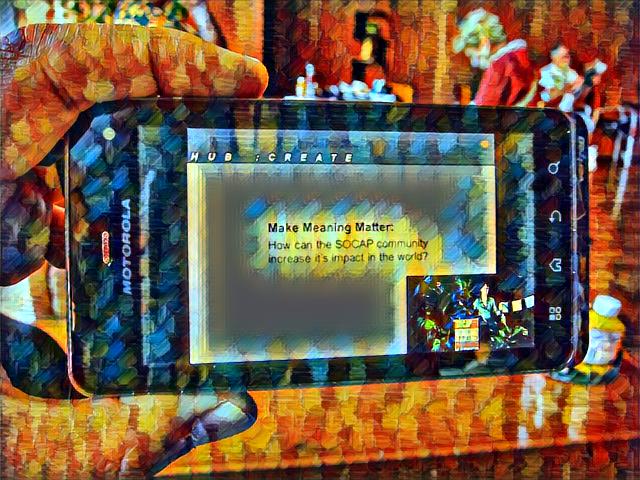 HUB :CREATE
Make Meaning Matter:
How can the SOCAP community
increase it's impact in the world?
MOTOROLA